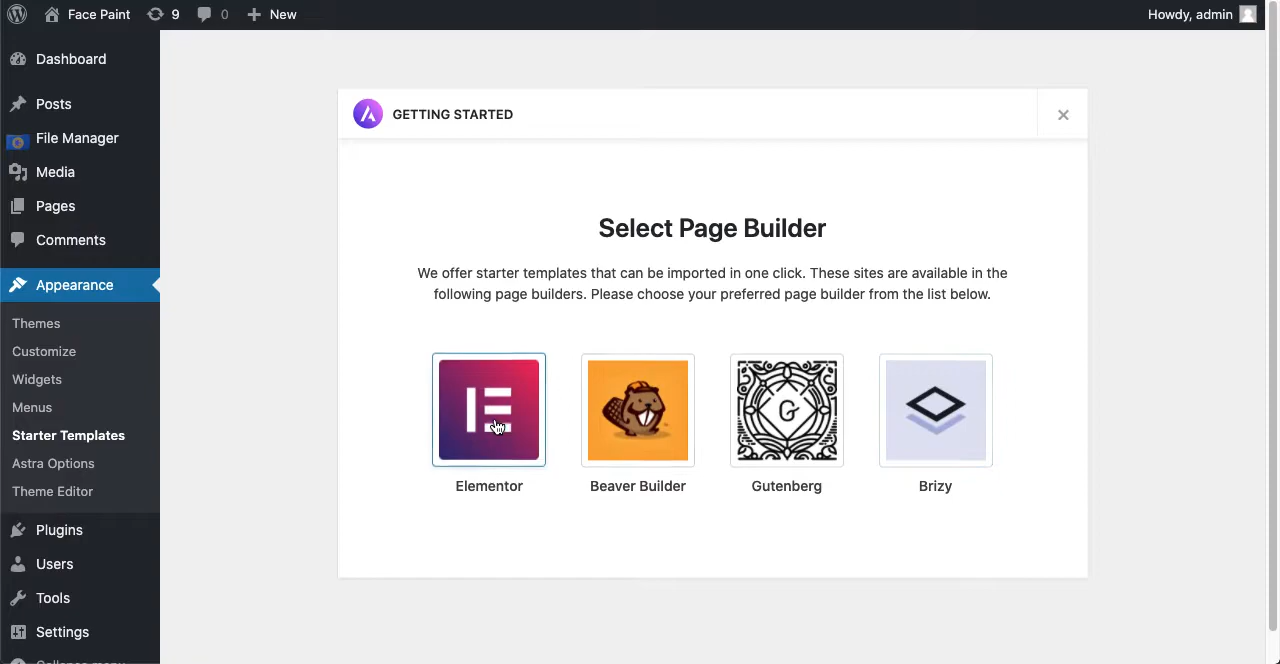 Face Paint 9 0 New Howdy, admin
Dashboard
Posts
File Manager
Media
Pages
Comments
Appearance
Themes
Customize
Widgets
Menus
Starter Templates
Astra Options
Theme Editor
Plugins
Users
Tools
Settings
Collapse menu
GETTING STARTED
Select Page Builder
We offer starter templates that can be imported in one click. These sites are available in the
following page builders. Please choose your preferred page builder from the list below.
G
Elementor Beaver Builder Gutenberg Brizy